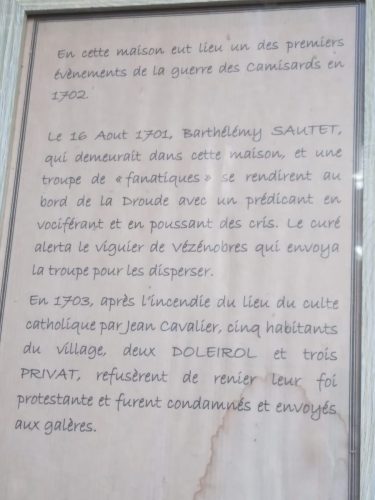 En cette maison eut lieu un des premiers
évènements de la guerre des Camisards en
1702.
Le 16 Aout 1701, Barthélémy SAUTET,
qui demeurait dans cette maison, et une
troupe de « fanatiques » se rendirent au
bord de la Droude avec un prédicant en
vociférant et en poussant des cris. Le curé
alerta le viguier de Vézénobres qui envoya
la troupe pour les disperser.
En 1703, après l'incendie du lieu du culte
catholique par Jean Cavalier, cinq habitants
du village, deux DOLEIROL et trois
PRIVAT, refusèrent de renier leur foi
protestante et furent condamnés et envoyés
aux galères.